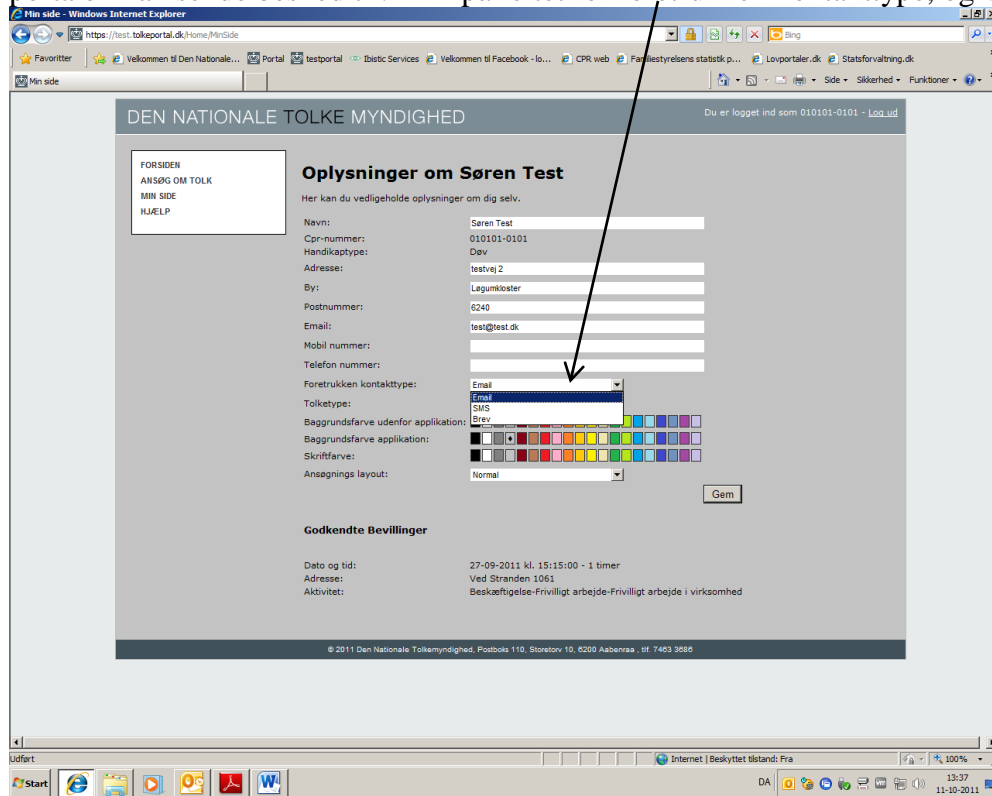 Min side - Windows Internet Explorer
https://test.tolkeportal.dk/Home/MinSide
Bing
Favoritter Velkommen til Den Nationale... Portal testportal Ibistic Services Velkommen til Facebook - lo... CPR web Familiestyrelsens statistik p... Lovportaler.dk Statsforvaltning.dk
Min side
Side Sikkerhed Funktioner
DEN NATIONALE TOLKE MYNDIGHED
Du er logget ind som 010101-0101 - Log ud
FORSIDEN
ANSØG OM TOLK
MIN SIDE
HJÆLP
Oplysninger om Søren Test
Her kan du vedligeholde oplysninger om dig selv.
Navn: Søren Test
Cpr-nummer: 010101-0101
Handikaptype: Døv
Adresse: testvej 2
By: Løgumkloster
Postnummer: 6240
Email: test@test.dk
Mobil nummer:
Telefon nummer:
Foretrukken kontakttype: Email
Email
Tolketype: SMS
Brev
Baggrundsfarve udenfor applikation:
Baggrundsfarve applikation:
Skriftfarve:
Ansøgnings layout: Normal
Gem
Godkendte Bevillinger
Dato og tid: 27-09-2011 kl. 15:15:00 - 1 timer
Adresse: Ved Stranden 1061
Aktivitet: Beskæftigelse-Frivilligt arbejde-Frivilligt arbejde i virksomhed
© 2011 Den Nationale Tolkemyndighed, Postboks 110, Storetorv 10, 6200 Aabenraa , tlf. 7463 3686
Udført
Internet | Beskyttet tilstand: Fra
100%
Start
DA
13:37
11-10-2011